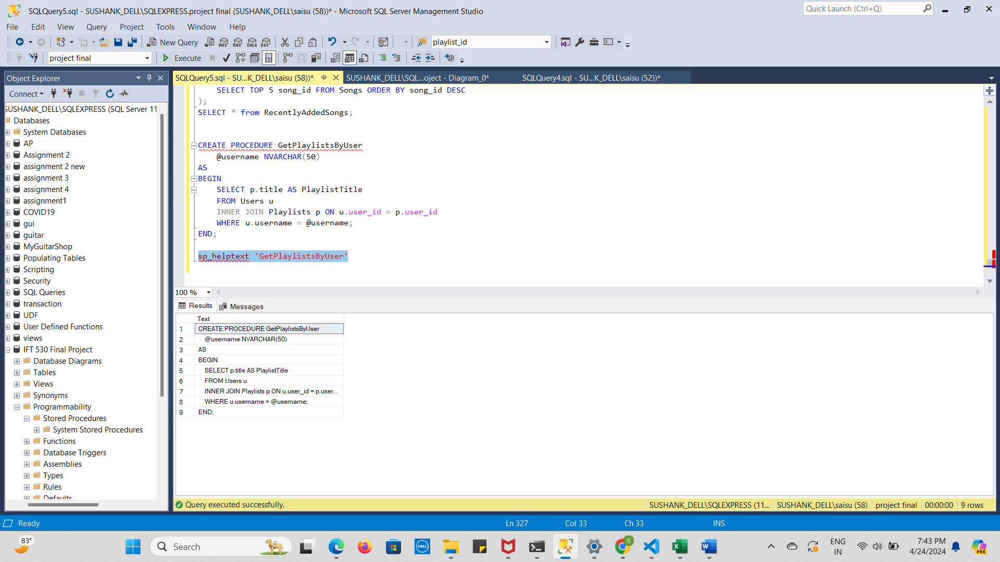 SQLQuery5.sql - SUSHANK_DELL\SQLEXPRESS.project final (SUSHANK_DELL\saisu (58))* - Microsoft SQL Server Management Studio
Quick Launch (Ctrl+Q)
File Edit View Query Project Tools Window Help
New Query
MDX DMX XMLA DAX
playlist_id
project final
Execute
Object Explorer
SQLQuery5.sql - SU...K_DELL\saisu (58))*
SUSHANK_DELL\SQL...oject - Diagram_0*
SQLQuery4.sql - SU...K_DELL\saisu (52))*
Connect
SUSHANK_DELL\SQLEXPRESS (SQL Server 11
Databases
System Databases
AP
Assignment 2
assignment 2 new
assignment 3
assignment 4
assignment1
COVID19
gui
guitar
MyGuitarShop
Populating Tables
Scripting
Security
SQL Queries
transaction
UDF
User Defined Functions
views
IFT 530 Final Project
Database Diagrams
Tables
Views
Synonyms
Programmability
Stored Procedures
System Stored Procedures
Functions
Database Triggers
Assemblies
Types
Rules
Defaults
SELECT TOP 5 song_id FROM Songs ORDER BY song_id DESC
);
SELECT * from RecentlyAddedSongs;
CREATE PROCEDURE GetPlaylistsByUser
@username NVARCHAR(50)
AS
BEGIN
SELECT p.title AS PlaylistTitle
FROM Users u
INNER JOIN Playlists p ON u.user_id = p.user_id
WHERE u.username = @username;
END;
sp_helptext 'GetPlaylistsByUser'
100 %
Results Messages
Text
1 CREATE PROCEDURE GetPlaylistsByUser
2 @username NVARCHAR(50)
3 AS
4 BEGIN
5 SELECT p.title AS PlaylistTitle
6 FROM Users u
7 INNER JOIN Playlists p ON u.user_id = p.user...
8 WHERE u.username = @username;
9 END;
Query executed successfully.
SUSHANK_DELL\SQLEXPRESS (11... SUSHANK_DELL\saisu (58) project final 00:00:00 9 rows
Ready
Ln 327 Col 33 Ch 33 INS
83°
Search
DELL
S
ENG
IN
7:43 PM
4/24/2024
PRE